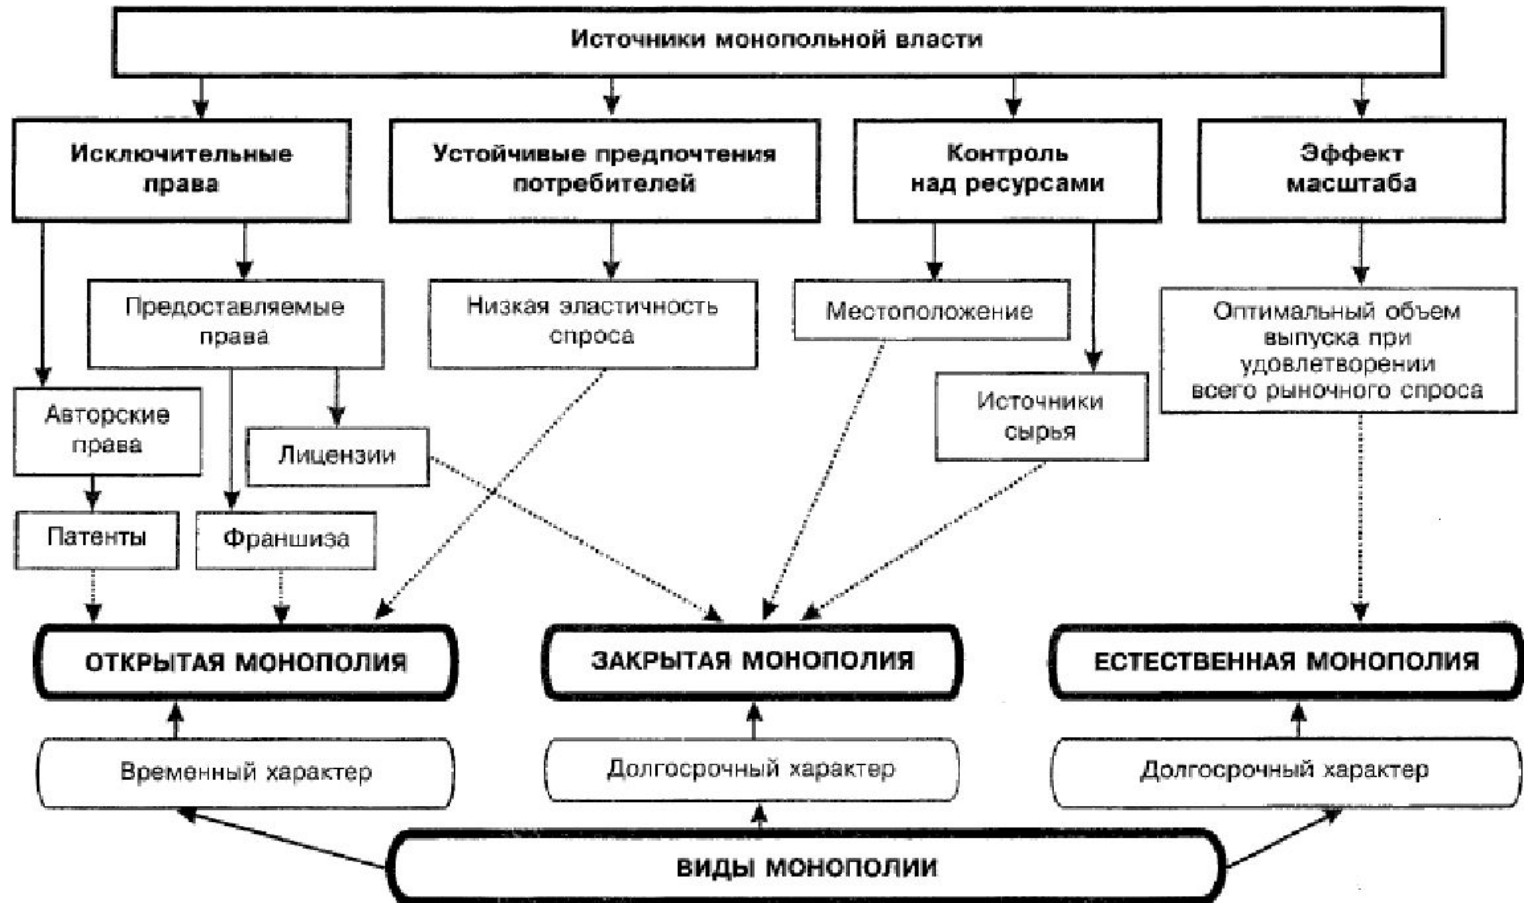 Источники монопольной власти
Исключительные
права
Устойчивые предпочтения
потребителей
Контроль
над ресурсами
Эффект
масштаба
Предоставляемые
права
Низкая эластичность
спроса
Местоположение
Оптимальный объем
выпуска при
удовлетворении
всего рыночного спроса
Авторские
права
Лицензии
Источники
сырья
Патенты
Франшиза
ОТКРЫТАЯ МОНОПОЛИЯ
ЗАКРЫТАЯ МОНОПОЛИЯ
ЕСТЕСТВЕННАЯ МОНОПОЛИЯ
Временный характер
Долгосрочный характер
Долгосрочный характер
ВИДЫ МОНОПОЛИИ